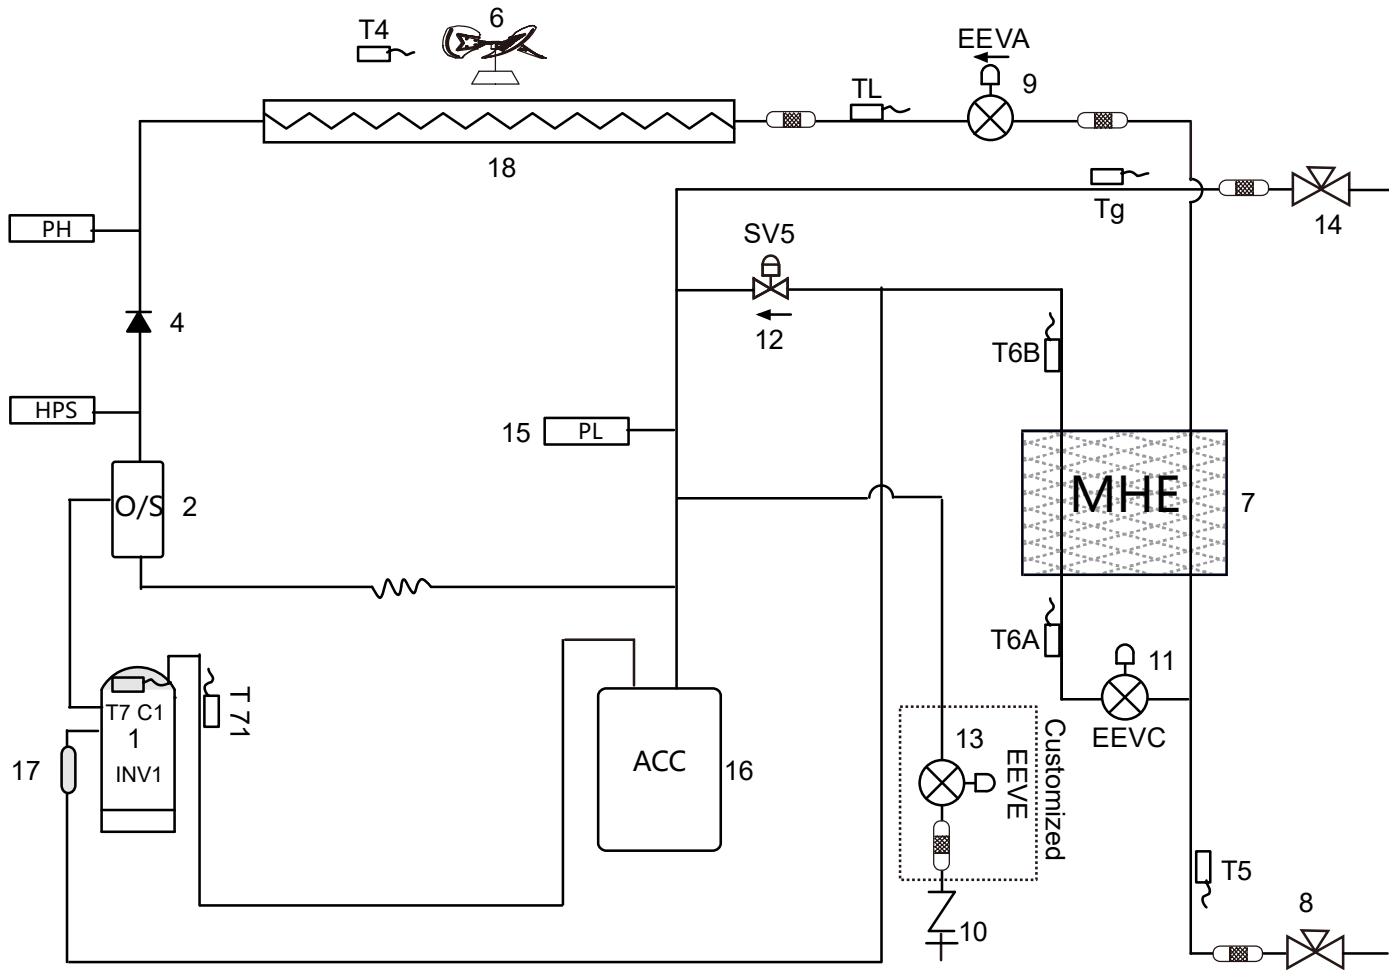 6
T4
EEVA
9
TL
18
Tg
14
PH
SV5
12
4
T6B
HPS
15
PL
O/S
2
MHE
7
T6A
11
EEVC
T7 C1
1
INV1
T71
17
ACC
16
13
EEVE
Customized
T5
8
10